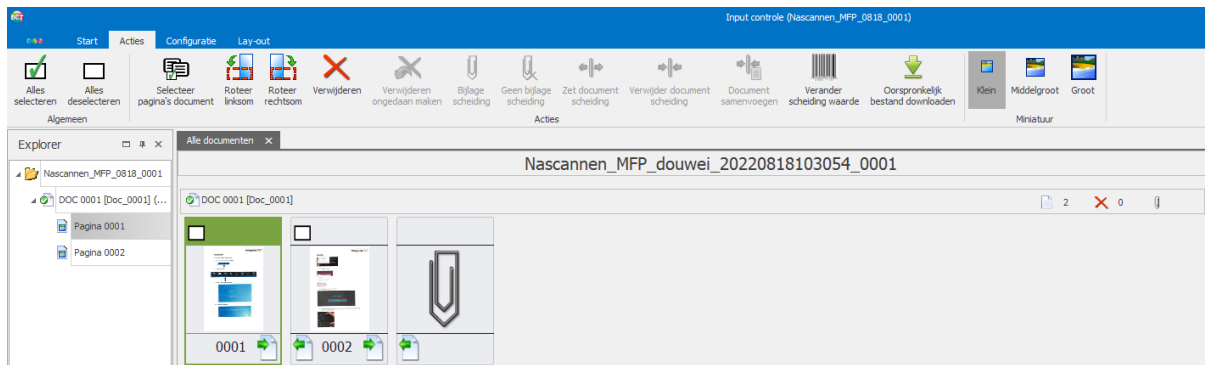 DCT
Input controle (Nascannen_MFP_0818_0001)
Start Acties Configuratie Lay-out
Alles selecteren
Alles deselecteren
Selecteer pagina's document
Roteer linksom
Roteer rechtsom
Verwijderen
Verwijderen ongedaan maken
Bijlage scheiding
Geen bijlage scheiding
Zet document scheiding
Verwijder document scheiding
Document samenvoegen
Verander scheiding waarde
Oorspronkelijk bestand downloaden
Klein
Middelgroot
Groot
Algemeen
Acties
Miniatuur
Explorer
Alle documenten
Nascannen_MFP_0818_0001
DOC 0001 [Doc_0001] (...
Pagina 0001
Pagina 0002
Nascannen_MFP_douwei_20220818103054_0001
DOC 0001 [Doc_0001]
2
0
0001
0002